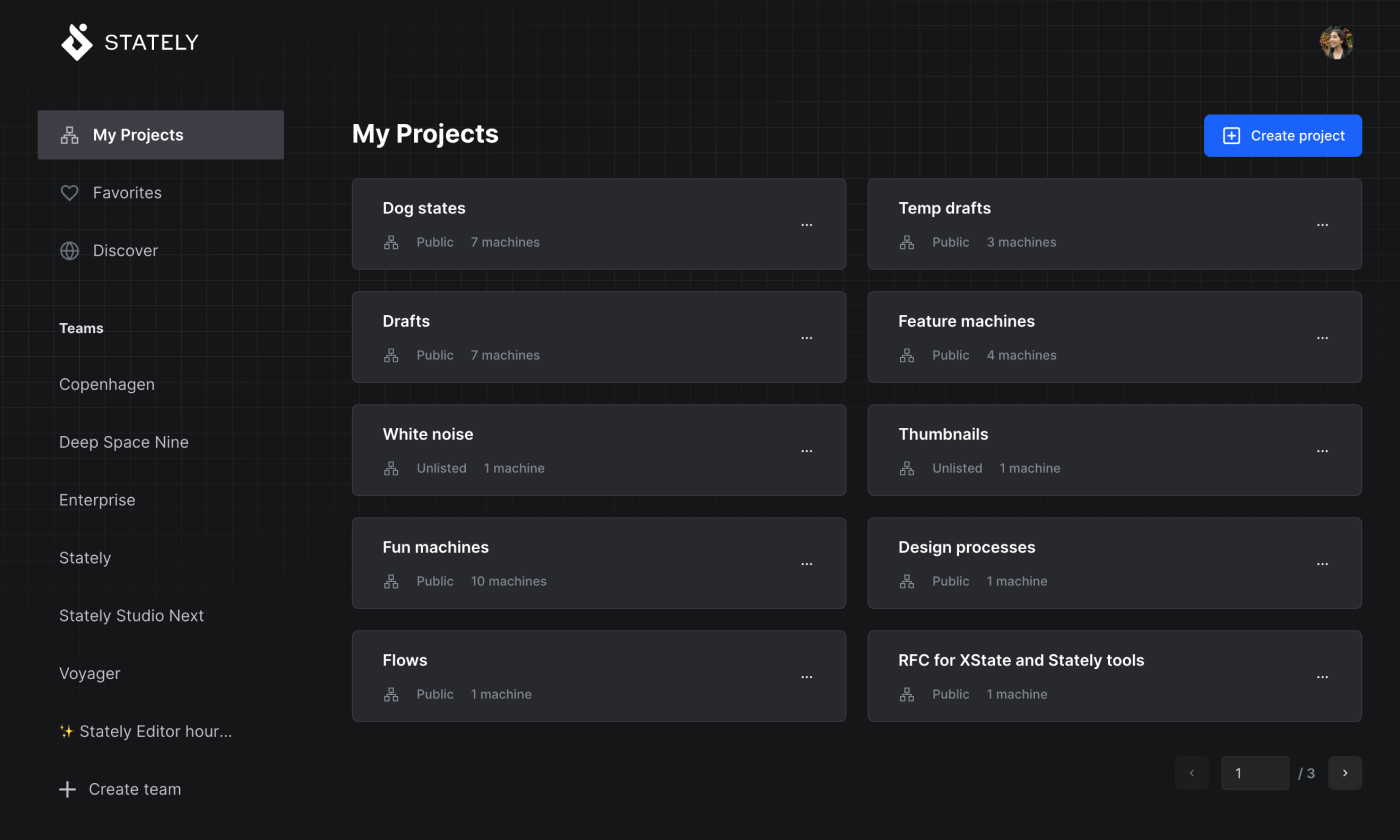 STATELY
My Projects
Favorites
Discover
Teams
Copenhagen
Deep Space Nine
Enterprise
Stately
Stately Studio Next
Voyager
✨ Stately Editor hour...
Create team
My Projects
Create project
Dog states
Public 7 machines
Temp drafts
Public 3 machines
Drafts
Public 7 machines
Feature machines
Public 4 machines
White noise
Unlisted 1 machine
Thumbnails
Unlisted 1 machine
Fun machines
Public 10 machines
Design processes
Public 1 machine
Flows
Public 1 machine
RFC for XState and Stately tools
Public 1 machine
1 / 3